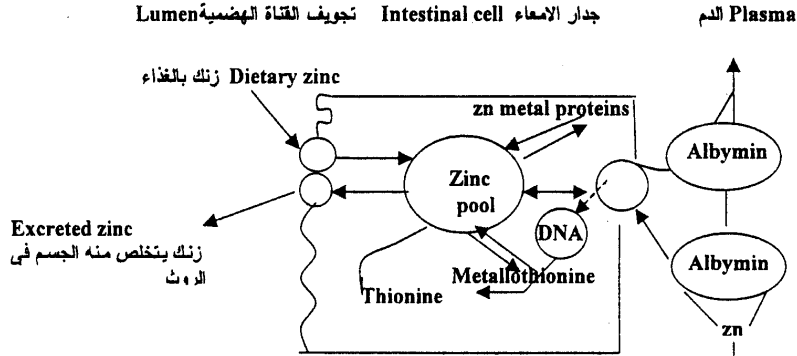 Lumen تجويف القناة الهضمية
Intestinal cell جدار الامعاء
الدم Plasma
زنك بالغذاء Dietary zinc
zn metal proteins
Albymin
Zinc
pool
DNA
Excreted zinc
زنك يتخلص منه الجسم فى
الروث
Albymin
Metallothionine
Thionine
zn